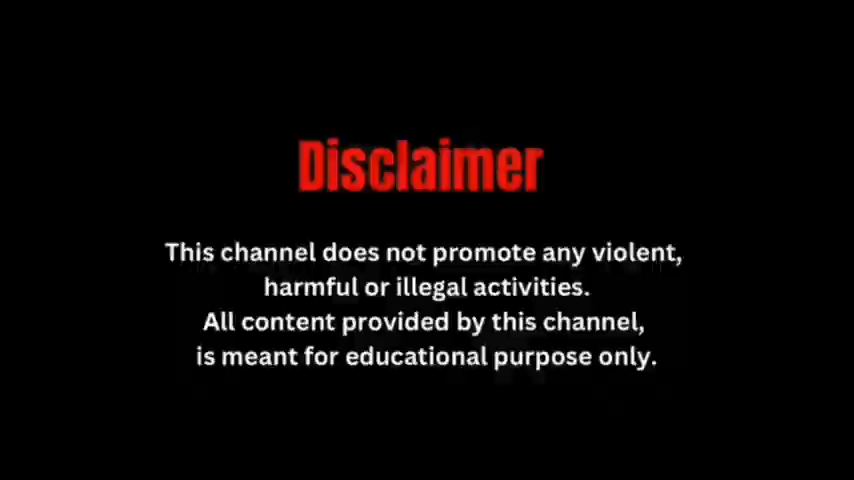 Disclaimer
This channel does not promote any violent,
harmful or illegal activities.
All content provided by this channel,
is meant for educational purpose only.